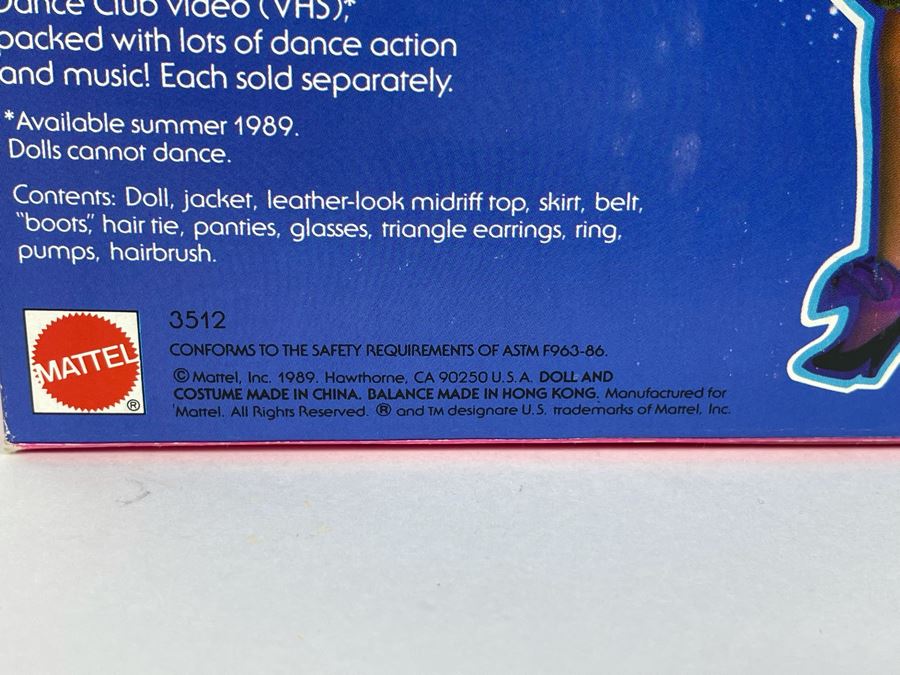 Dance Club Video (VHS),*
packed with lots of dance action
and music! Each sold separately.
*Available summer 1989.
Dolls cannot dance.
Contents: Doll, jacket, leather-look midriff top, skirt, belt,
"boots", hair tie, panties, glasses, triangle earrings, ring,
pumps, hairbrush.
MATTEL®
3512
CONFORMS TO THE SAFETY REQUIREMENTS OF ASTM F963-86.
© Mattel, Inc. 1989. Hawthorne, CA 90250 U.S.A. DOLL AND
COSTUME MADE IN CHINA. BALANCE MADE IN HONG KONG. Manufactured for
Mattel. All Rights Reserved. ® and TM designate U.S. trademarks of Mattel, Inc.